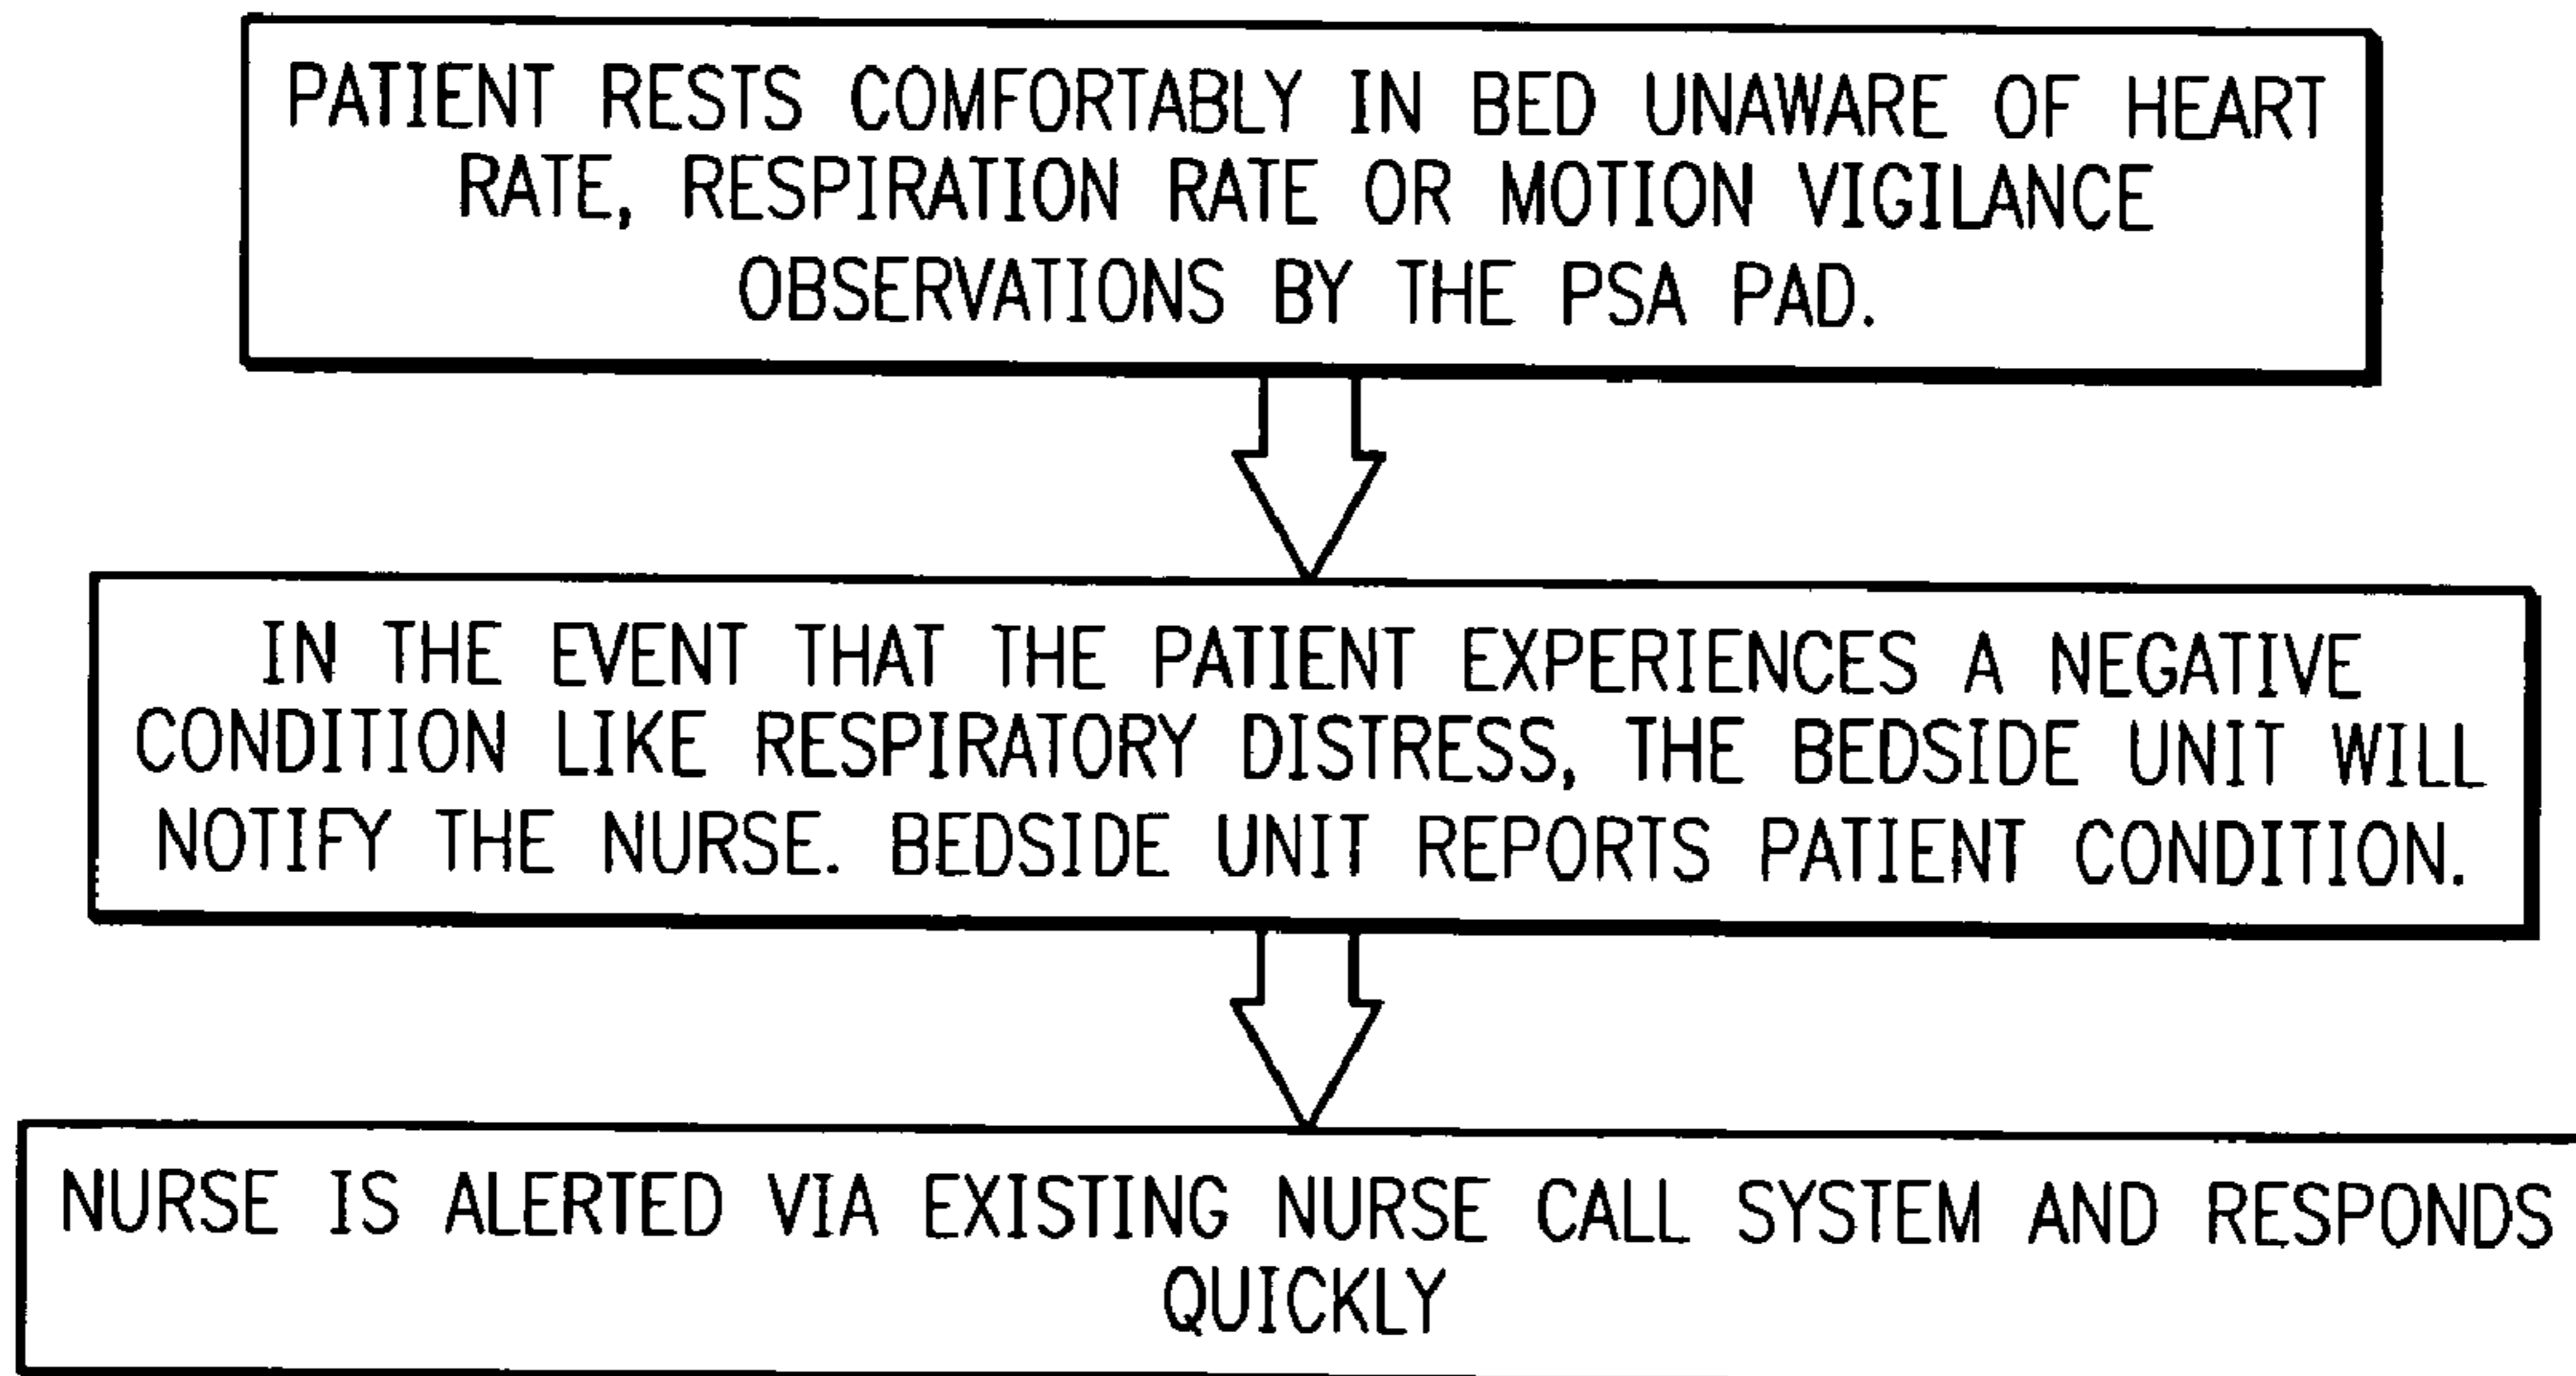 PATIENT RESTS COMFORTABLY IN BED UNAWARE OF HEART
RATE, RESPIRATION RATE OR MOTION VIGILANCE
OBSERVATIONS BY THE PSA PAD.
IN THE EVENT THAT THE PATIENT EXPERIENCES A NEGATIVE
CONDITION LIKE RESPIRATORY DISTRESS, THE BEDSIDE UNIT WILL
NOTIFY THE NURSE. BEDSIDE UNIT REPORTS PATIENT CONDITION.
NURSE IS ALERTED VIA EXISTING NURSE CALL SYSTEM AND RESPONDS
QUICKLY